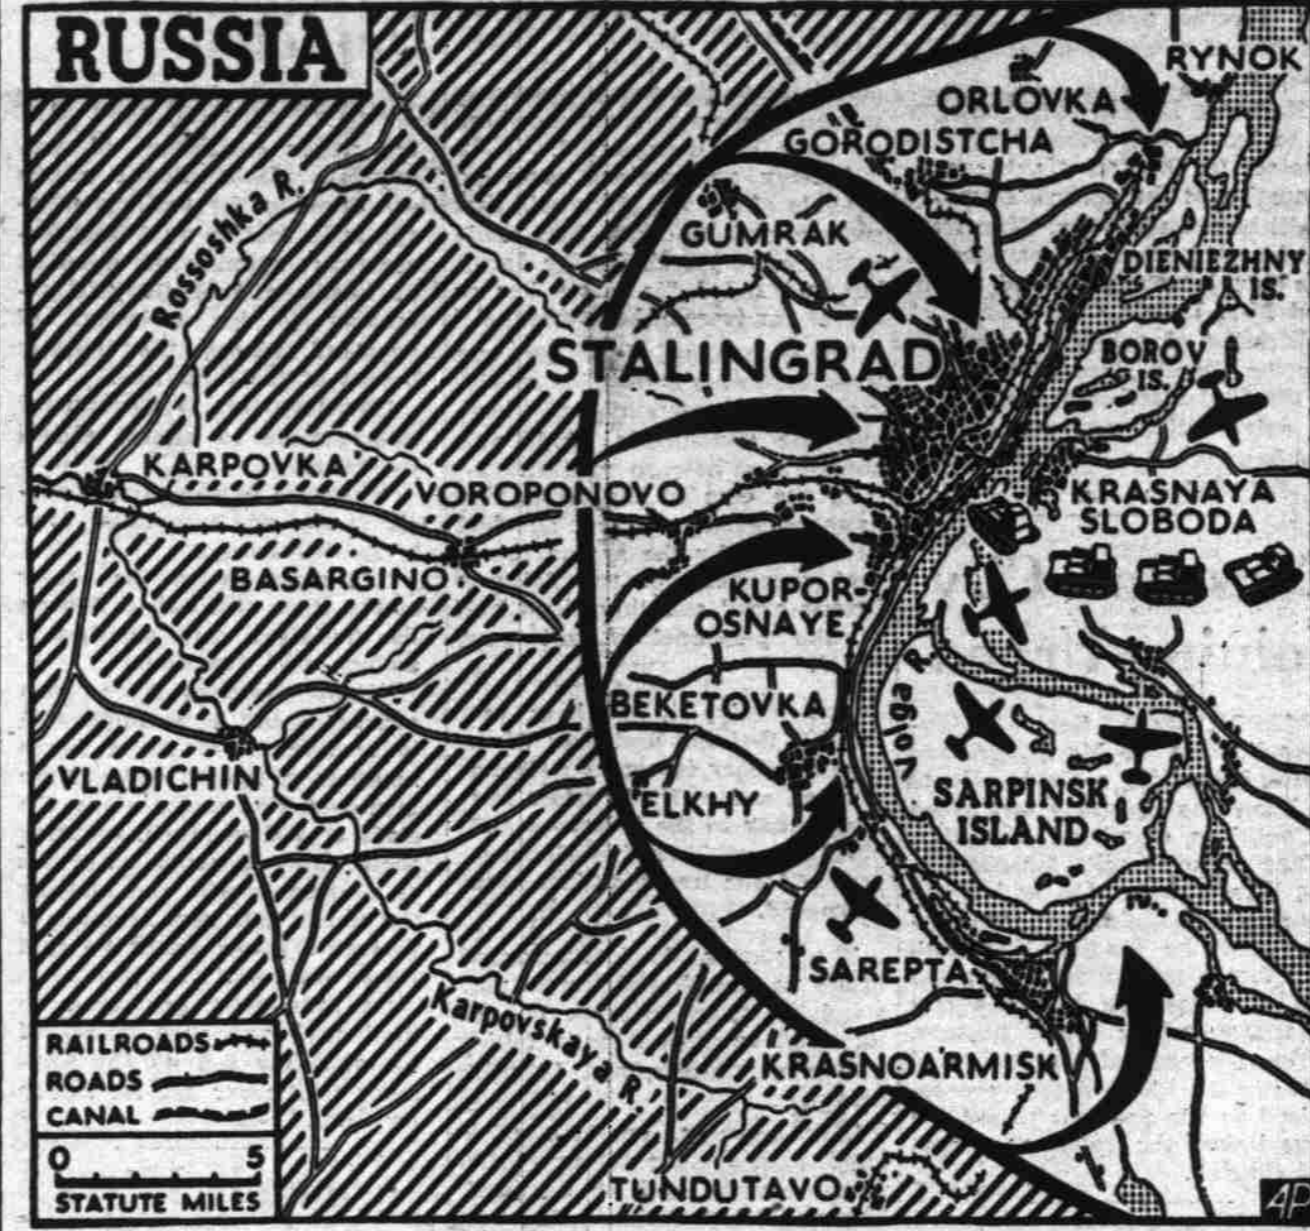 RUSSIA
RYNOK
ORLOVKA
GORODISTCHA
Rossoshka R.
GUMRAK
DIENIEZHNY
IS.
STALINGRAD
BOROV
IS.
KARPOVKA
VOROPONOVO
KRASNAYA
SLOBODA
BASARGINO
KUPOR-
OSNAYE
Volga R.
BEKETOVKA
VLADICHIN
ELKHY
SARPINSK
ISLAND
SAREPTA
Karpovskaya R.
RAILROADS
ROADS
CANAL
KRASNOARMISK
0 5
STATUTE MILES
TUNDUTAVO
AP